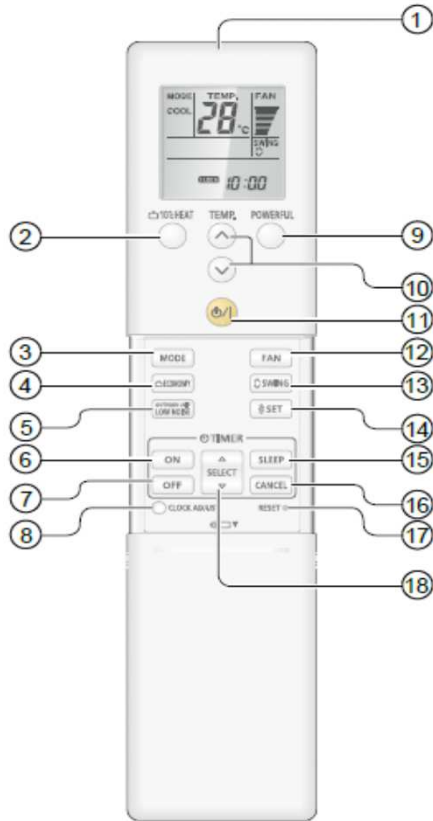 1
MODE TEMP. FAN
COOL 28 °C
SWING
CLOCK 10:00
10°C HEAT TEMP. POWERFUL
2
9
10
11
3 MODE FAN 12
4 ECONOMY SWING 13
5 LOW NOISE SET 14
TIMER
6 ON SELECT SLEEP 15
7 OFF CANCEL 16
8 CLOCK ADJUST RESET 17
18